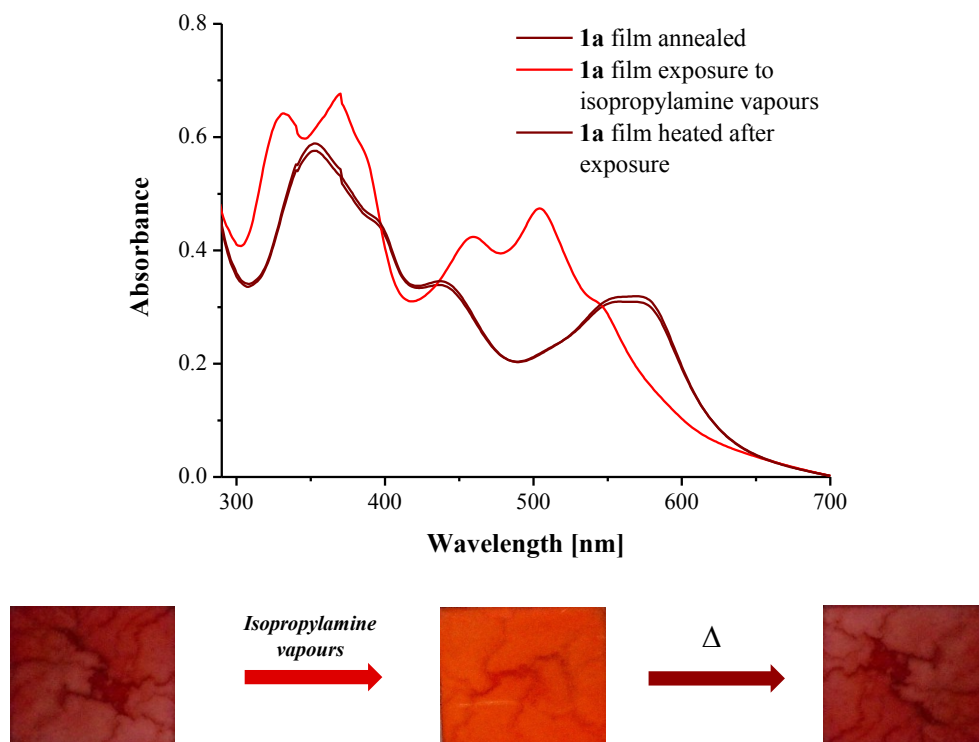 0.8
1a film annealed
1a film exposure to
isopropylamine vapours
1a film heated after
exposure
0.6
0.4
0.2
0.0
Absorbance
300 400 500 600 700
Wavelength [nm]
Isopropylamine
vapours
Δ